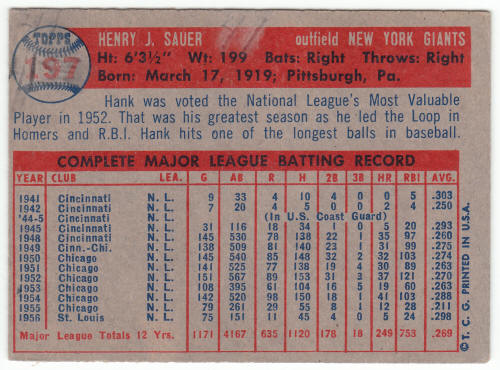 TOPPS
197
HENRY J. SAUER outfield NEW YORK GIANTS
Ht: 6'3½" Wt: 199 Bats: Right Throws: Right
Born: March 17, 1919; Pittsburgh, Pa.
Hank was voted the National League's Most Valuable
Player in 1952. That was his greatest season as he led the Loop in
Homers and R.B.I. Hank hits one of the longest balls in baseball.
COMPLETE MAJOR LEAGUE BATTING RECORD
YEAR CLUB LEA. G AB R H 2B 3B HR RBI AVG.
1941 Cincinnati N. L. 9 33 4 10 4 0 0 5 .303
1942 Cincinnati N. L. 7 20 4 5 0 0 2 4 .250
'44-5 (In U.S. Coast Guard)
1945 Cincinnati N. L. 31 116 18 34 1 0 5 20 .293
1948 Cincinnati N. L. 145 530 78 138 22 1 35 97 .260
1949 Cinn.-Chi. N. L. 138 509 81 140 23 1 31 99 .275
1950 Chicago N. L. 145 540 85 148 32 2 32 103 .274
1951 Chicago N. L. 141 525 77 138 19 4 30 89 .263
1952 Chicago N. L. 151 567 89 153 31 3 37 121 .270
1953 Chicago N. L. 108 395 61 104 16 5 19 60 .263
1954 Chicago N. L. 142 520 98 150 18 1 41 103 .288
1955 Chicago N. L. 79 261 29 55 8 1 12 28 .211
1956 St. Louis N. L. 75 151 11 45 4 0 5 24 .298
Major League Totals 12 Yrs. 1171 4167 635 1120 178 18 249 753 .269
© T. C. G. PRINTED IN U.S.A.